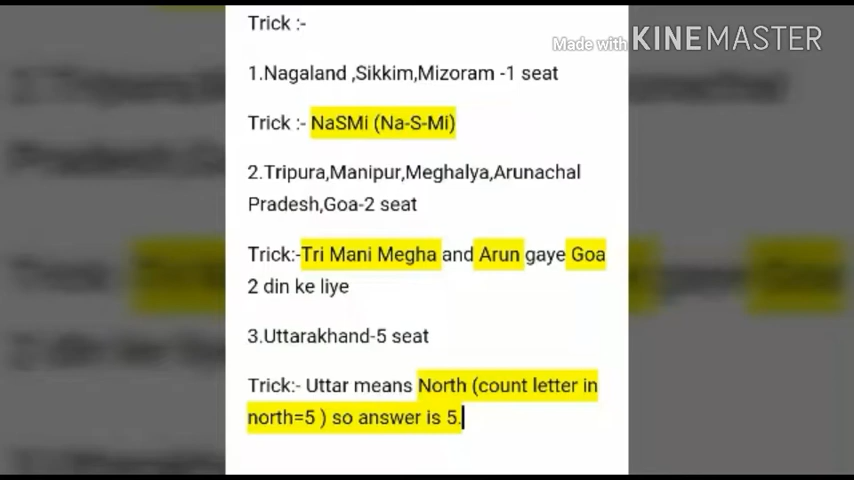 Trick :-
Made with KINEMASTER
1.Nagaland ,Sikkim,Mizoram -1 seat
Trick :- NaSMi (Na-S-Mi)
2.Tripura,Manipur,Meghalya,Arunachal
Pradesh,Goa-2 seat
Trick:-Tri Mani Megha and Arun gaye Goa
2 din ke liye
3.Uttarakhand-5 seat
Trick:- Uttar means North (count letter in
north=5 ) so answer is 5.